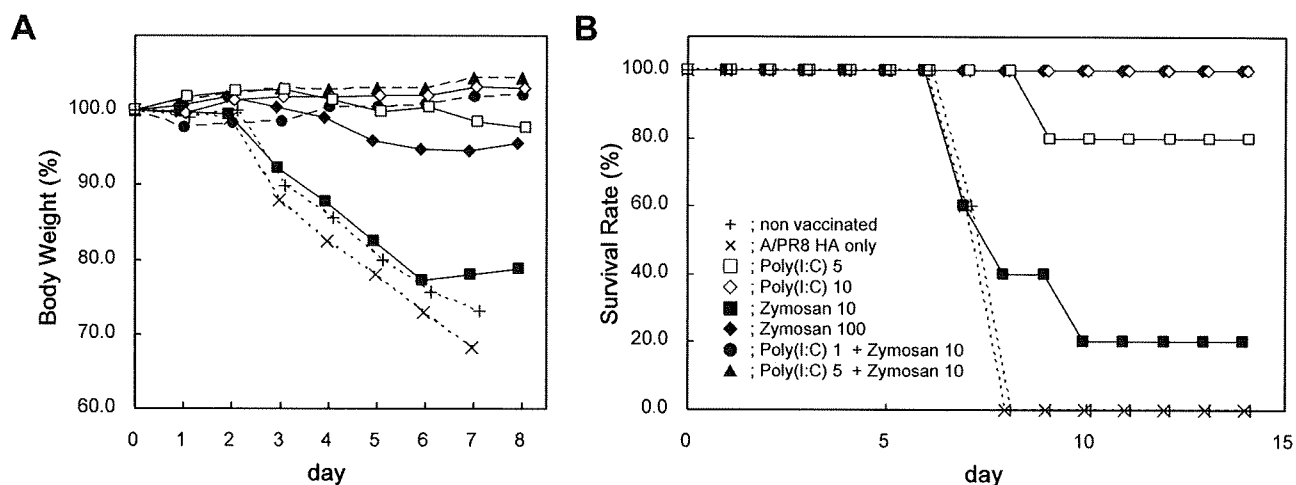 A
Body Weight (%)
100.0
90.0
80.0
70.0
60.0
0 1 2 3 4 5 6 7 8
day
B
Survival Rate (%)
100.0
80.0
60.0
40.0
20.0
0.0
+ ; non vaccinated
× ; A/PR8 HA only
□ ; Poly(I:C) 5
◇ ; Poly(I:C) 10
■ ; Zymosan 10
◆ ; Zymosan 100
● ; Poly(I:C) 1 + Zymosan 10
▲ ; Poly(I:C) 5 + Zymosan 10
0 5 10 15
day